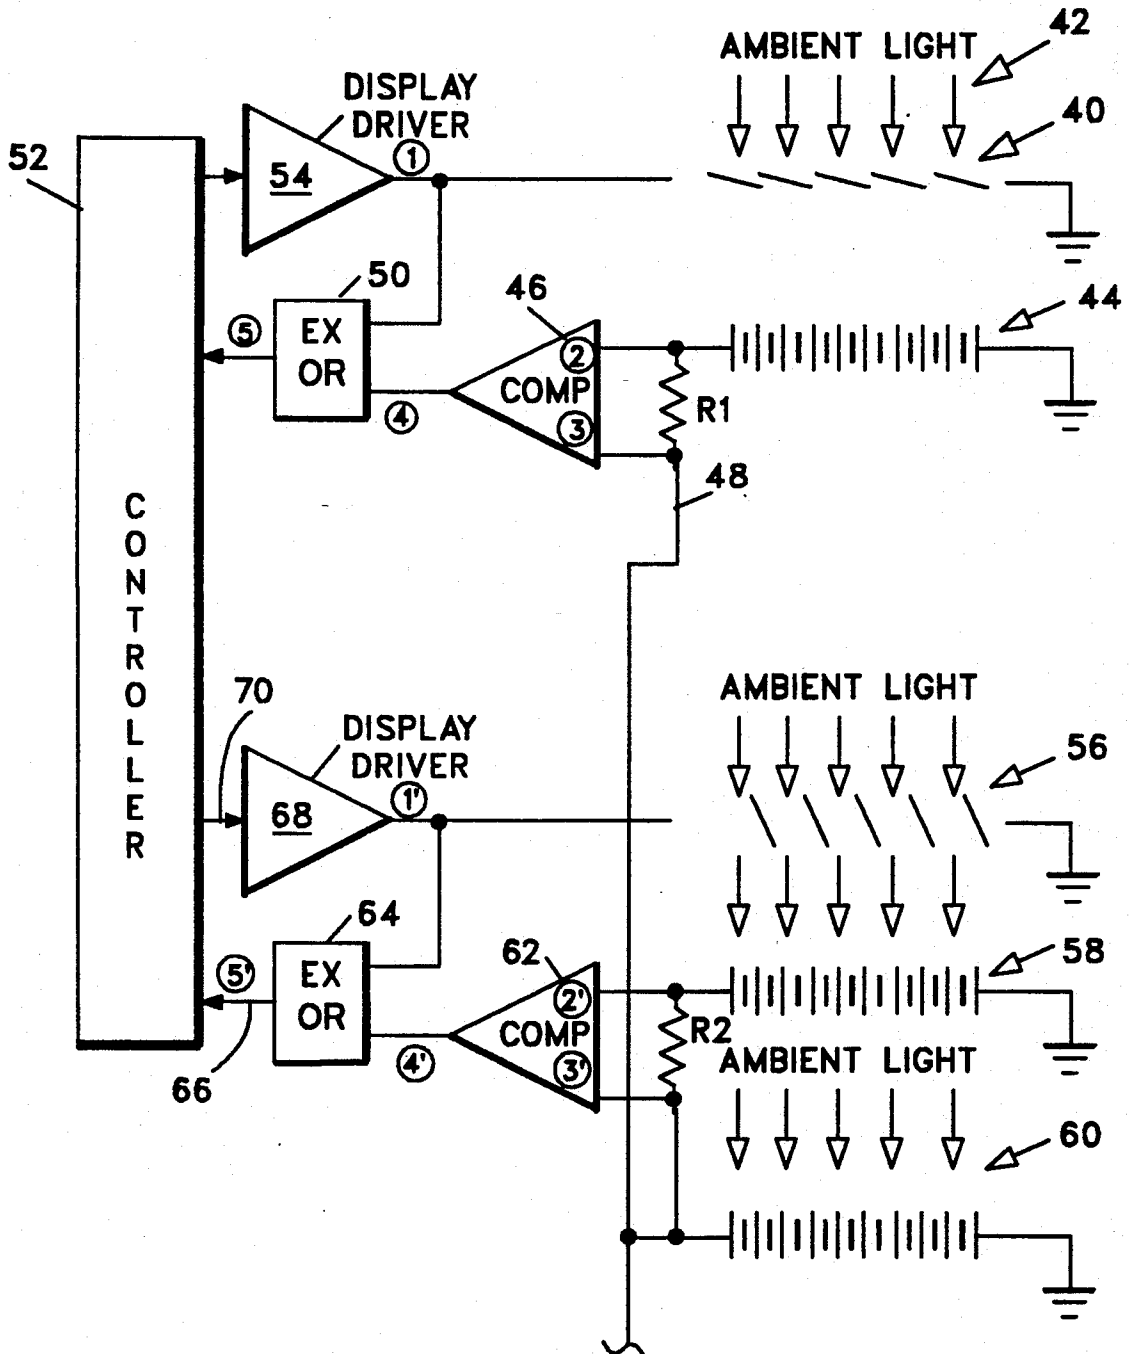 AMBIENT LIGHT
42
DISPLAY
DRIVER
40
52
54
①
50
46
44
⑤
EX
OR
②
COMP
③
R1
④
48
CONTROLLER
70
AMBIENT LIGHT
DISPLAY
DRIVER
56
68
①'
64
62
58
⑤'
EX
OR
②'
COMP
③'
R2
④'
66
AMBIENT LIGHT
60